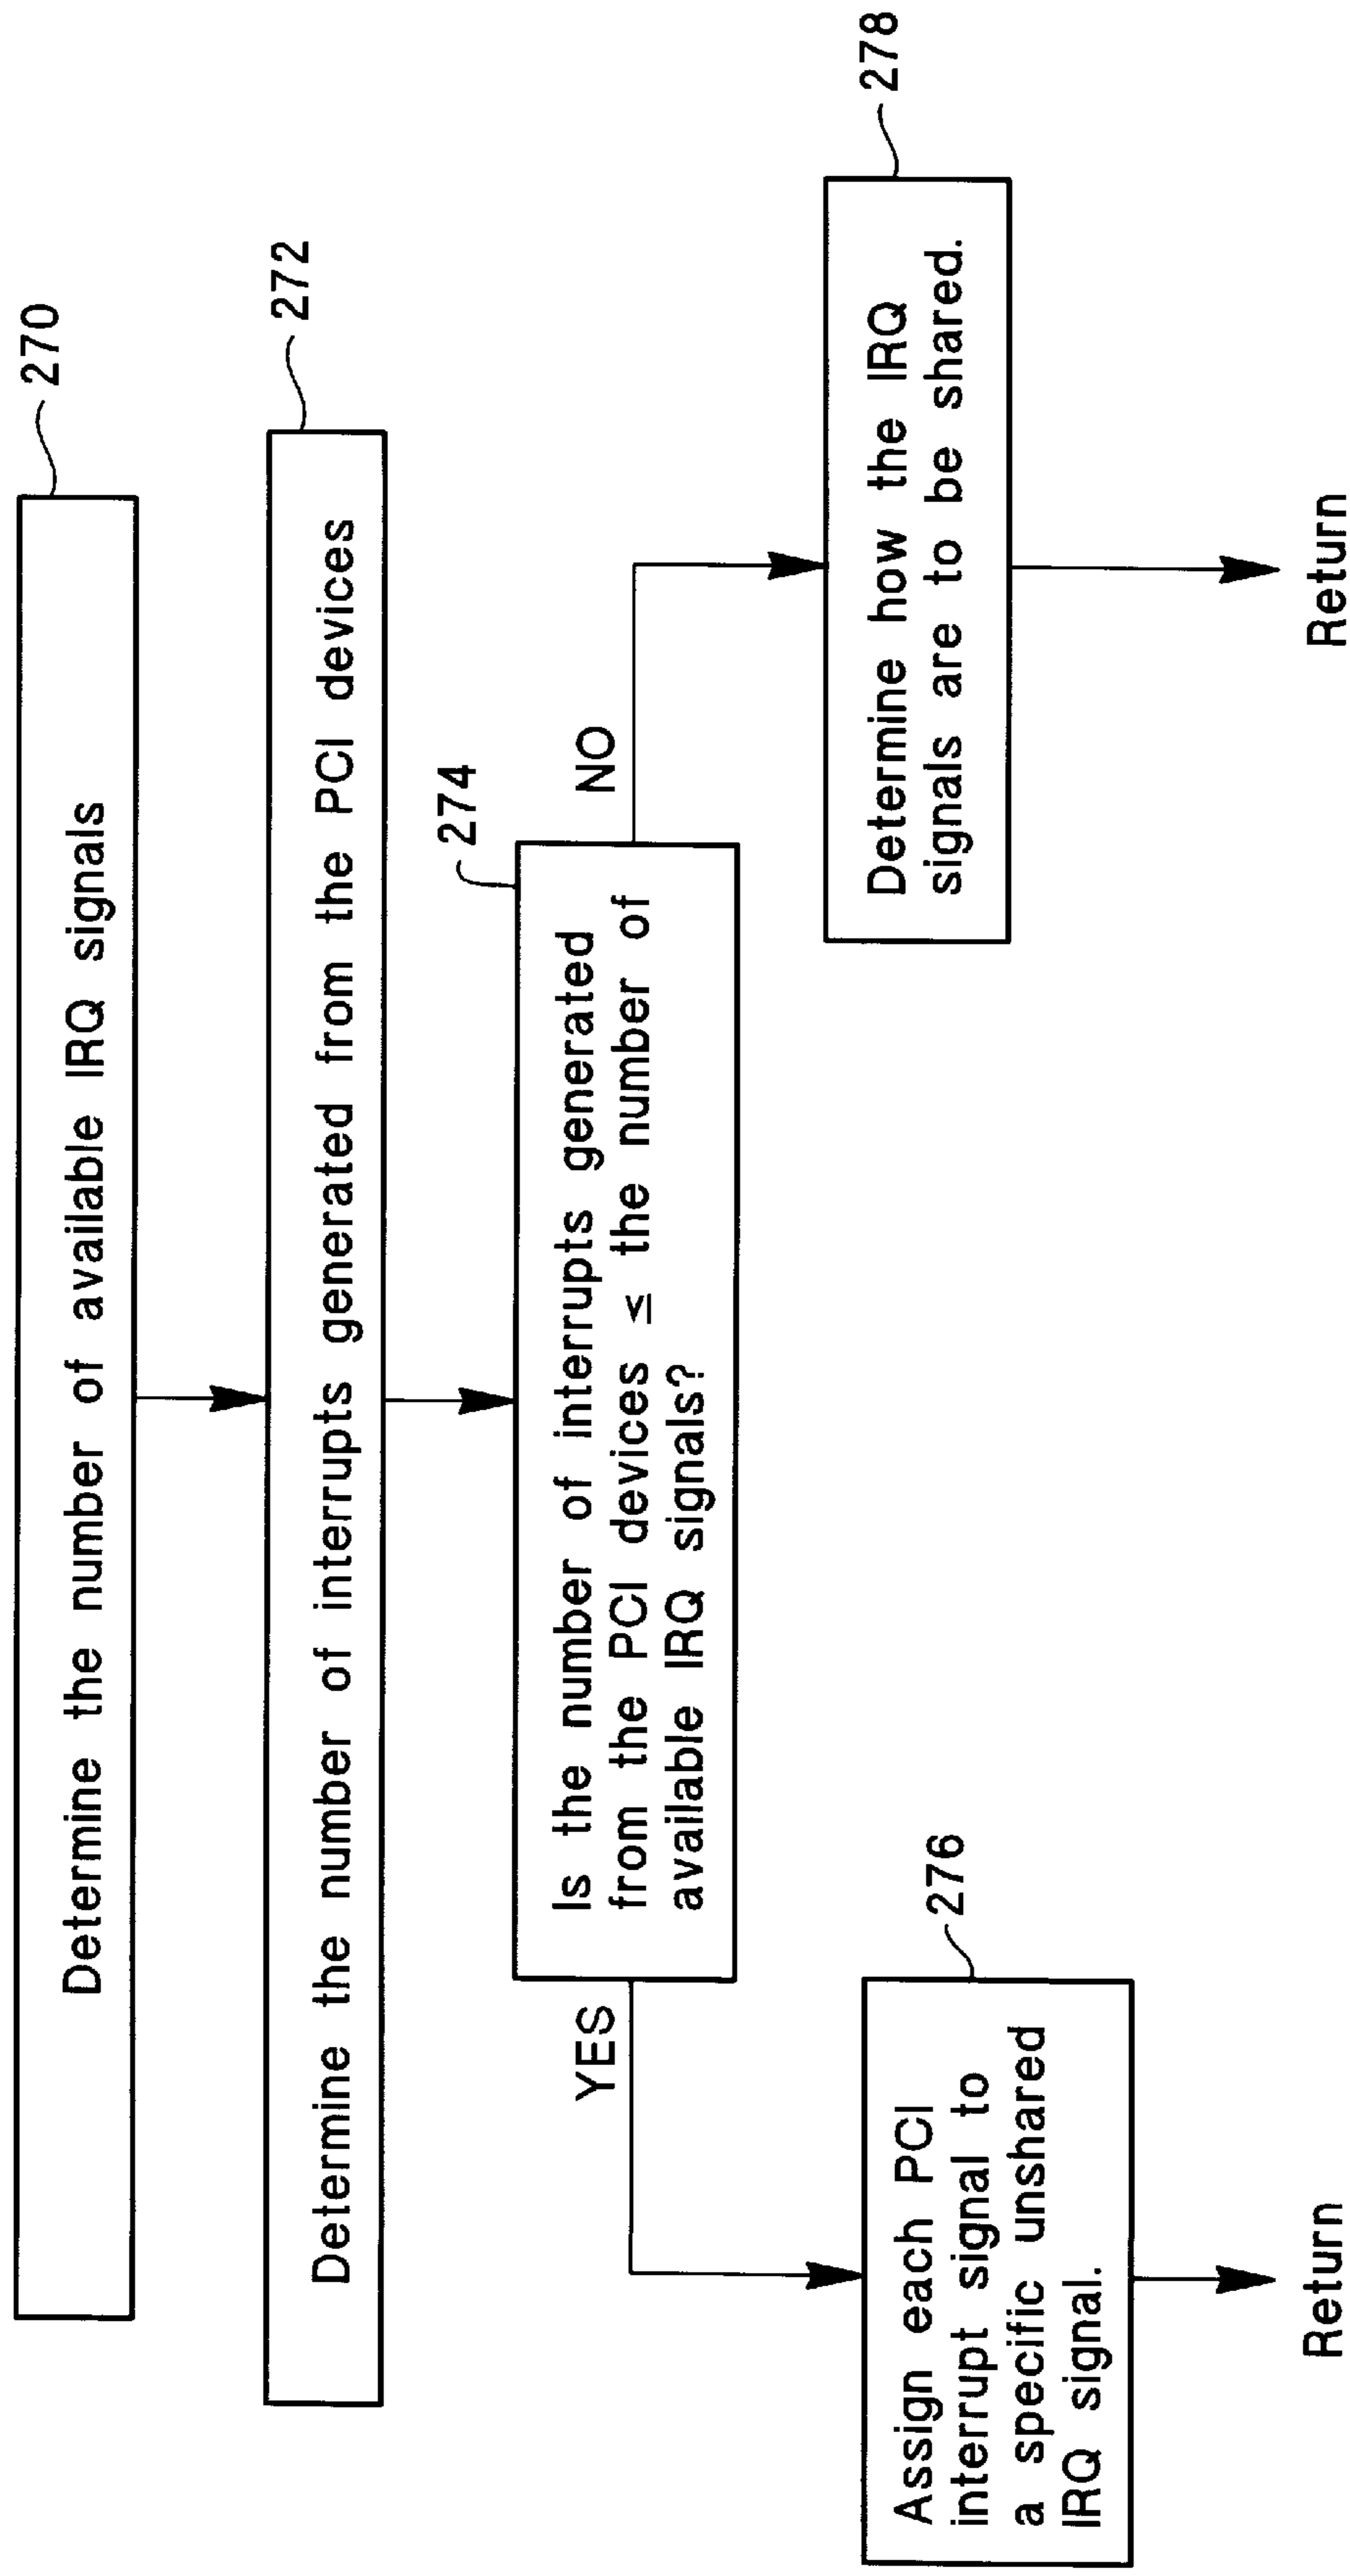 270
Determine the number of available IRQ signals
272
Determine the number of interrupts generated from the PCI devices
274
Is the number of interrupts generated
from the PCI devices ≤ the number of
available IRQ signals?
YES
NO
276
Assign each PCI
interrupt signal to
a specific unshared
IRQ signal.
278
Determine how the IRQ
signals are to be shared.
Return
Return